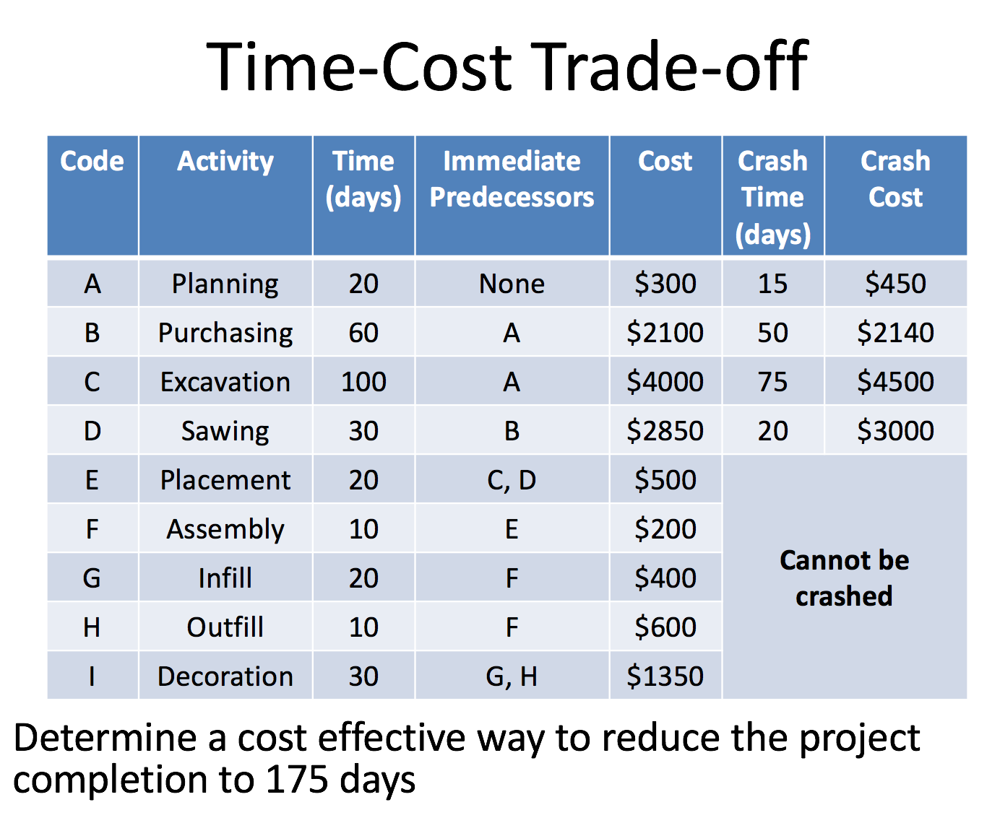 Time-Cost Trade-off
Code Activity Time (days) Immediate Predecessors Cost Crash Time (days) Crash Cost
A Planning 20 None $300 15 $450
B Purchasing 60 A $2100 50 $2140
C Excavation 100 A $4000 75 $4500
D Sawing 30 B $2850 20 $3000
E Placement 20 C, D $500
F Assembly 10 E $200
G Infill 20 F $400
H Outfill 10 F $600
I Decoration 30 G, H $1350
Cannot be
crashed
Determine a cost effective way to reduce the project
completion to 175 days